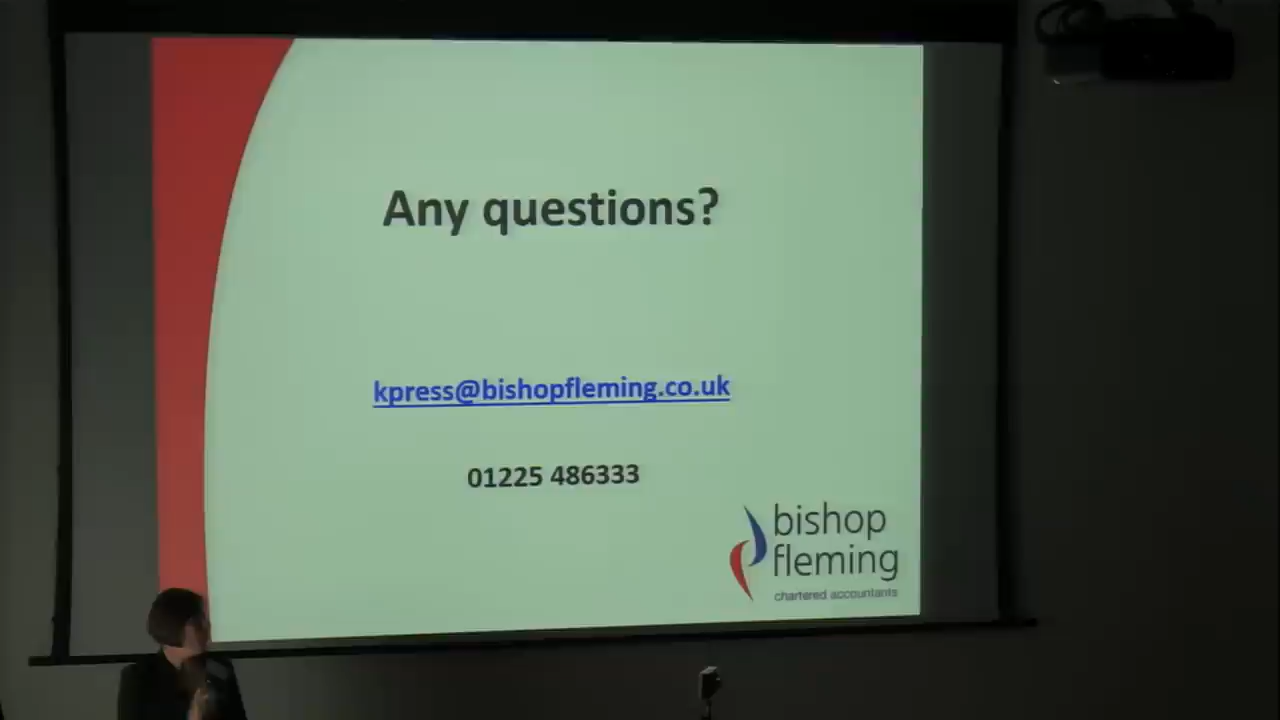 Any questions?
kpress@bishopfleming.co.uk
01225 486333
bishop
fleming
chartered accountants